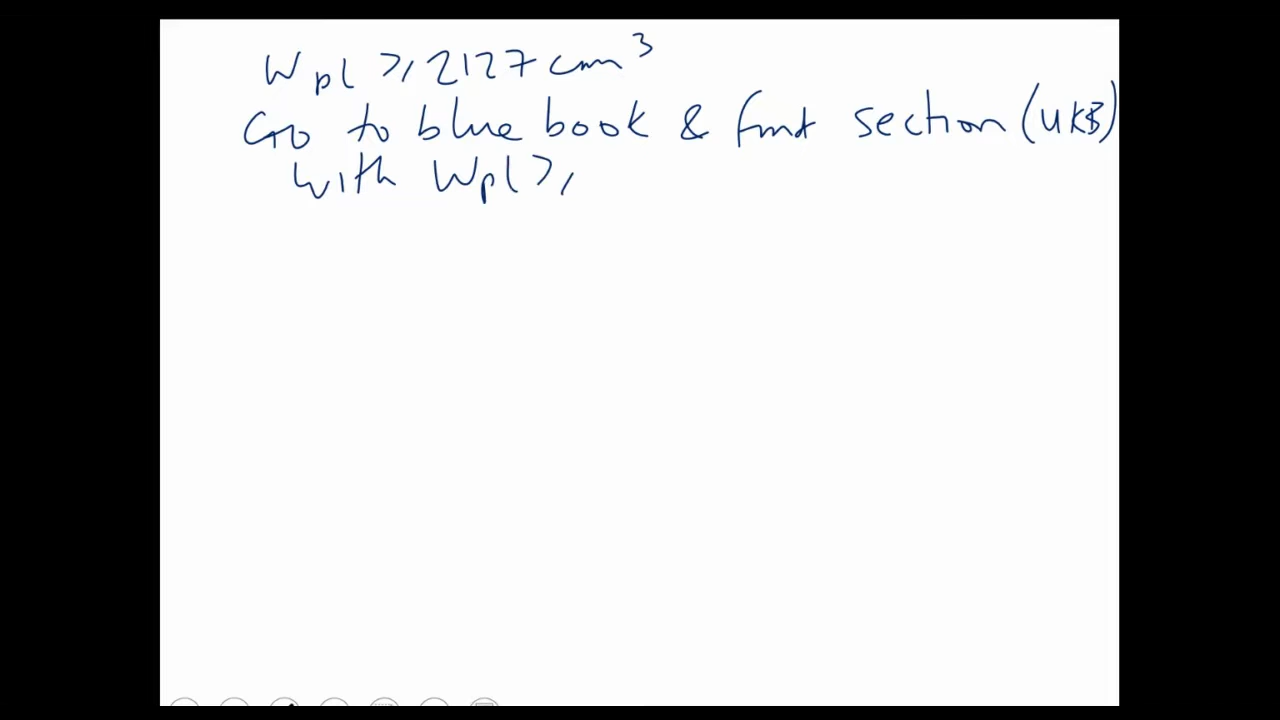 Wpl ⩾ 2127 cm³
Go to blue book & find section (UKB)
with Wpl ⩾